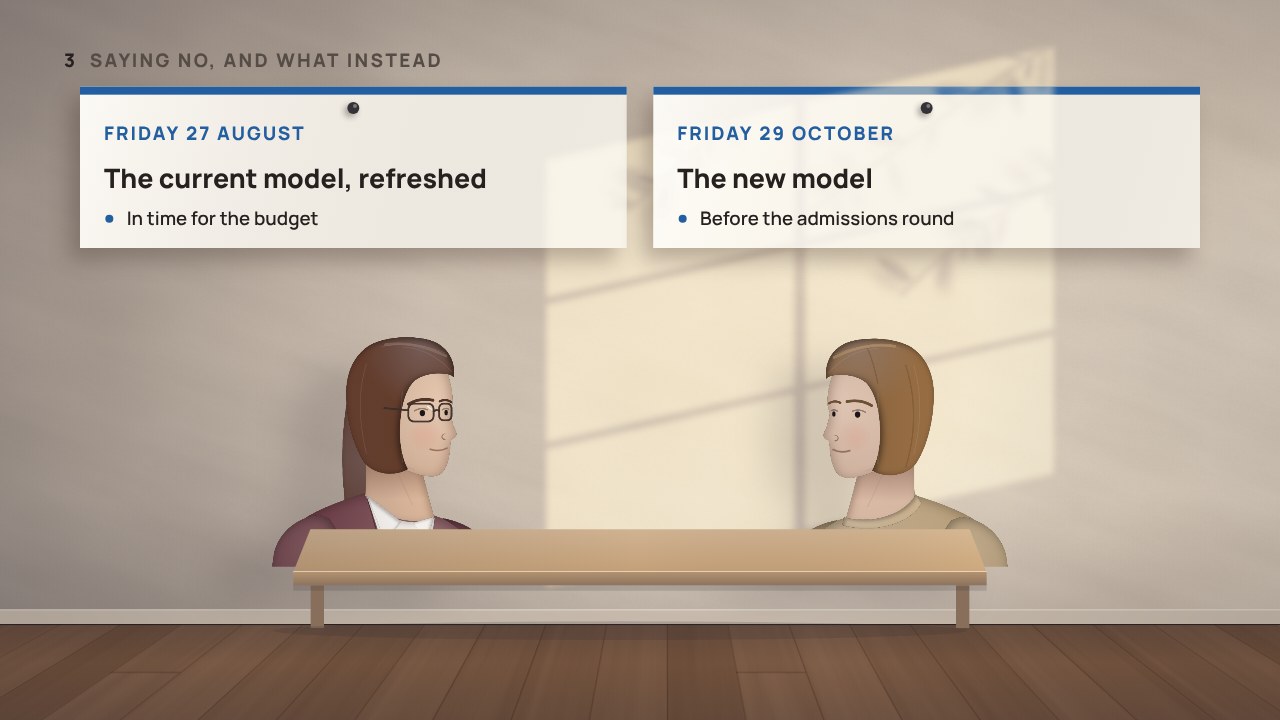 3 SAYING NO, AND WHAT INSTEAD
FRIDAY 27 AUGUST
The current model, refreshed
In time for the budget
FRIDAY 29 OCTOBER
The new model
Before the admissions round